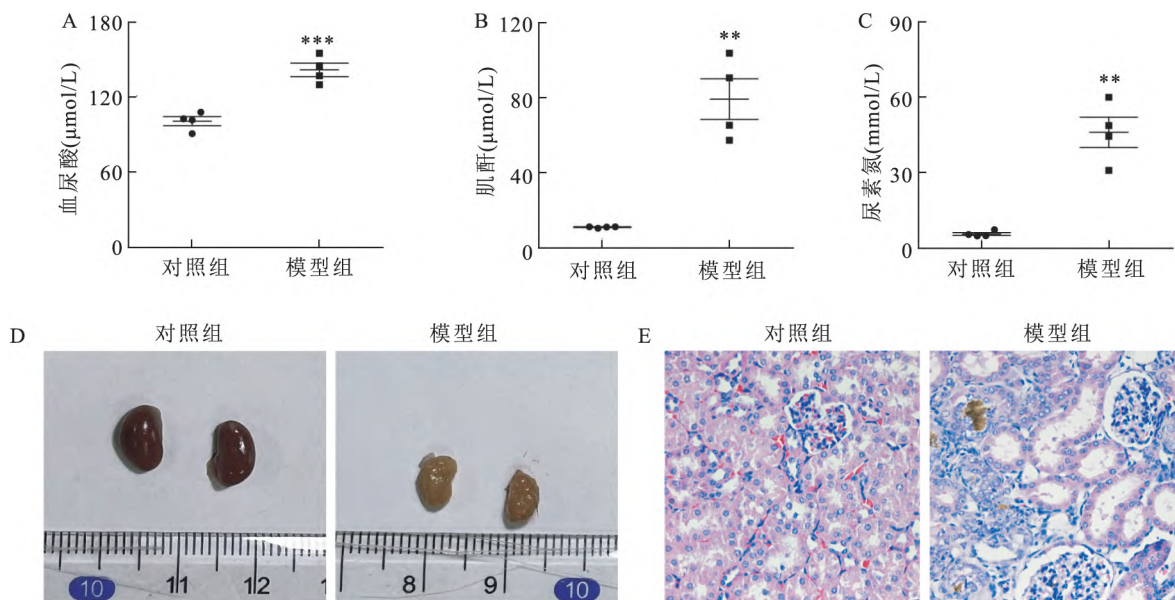 A
血尿酸(μmol/L)
180
120
60
0
***
对照组
模型组
B
肌酐(μmol/L)
120
80
40
0
**
对照组
模型组
C
尿素氮(mmol/L)
90
60
30
0
**
对照组
模型组
D
对照组
模型组
10
11
12
1
8
9
10
E
对照组
模型组